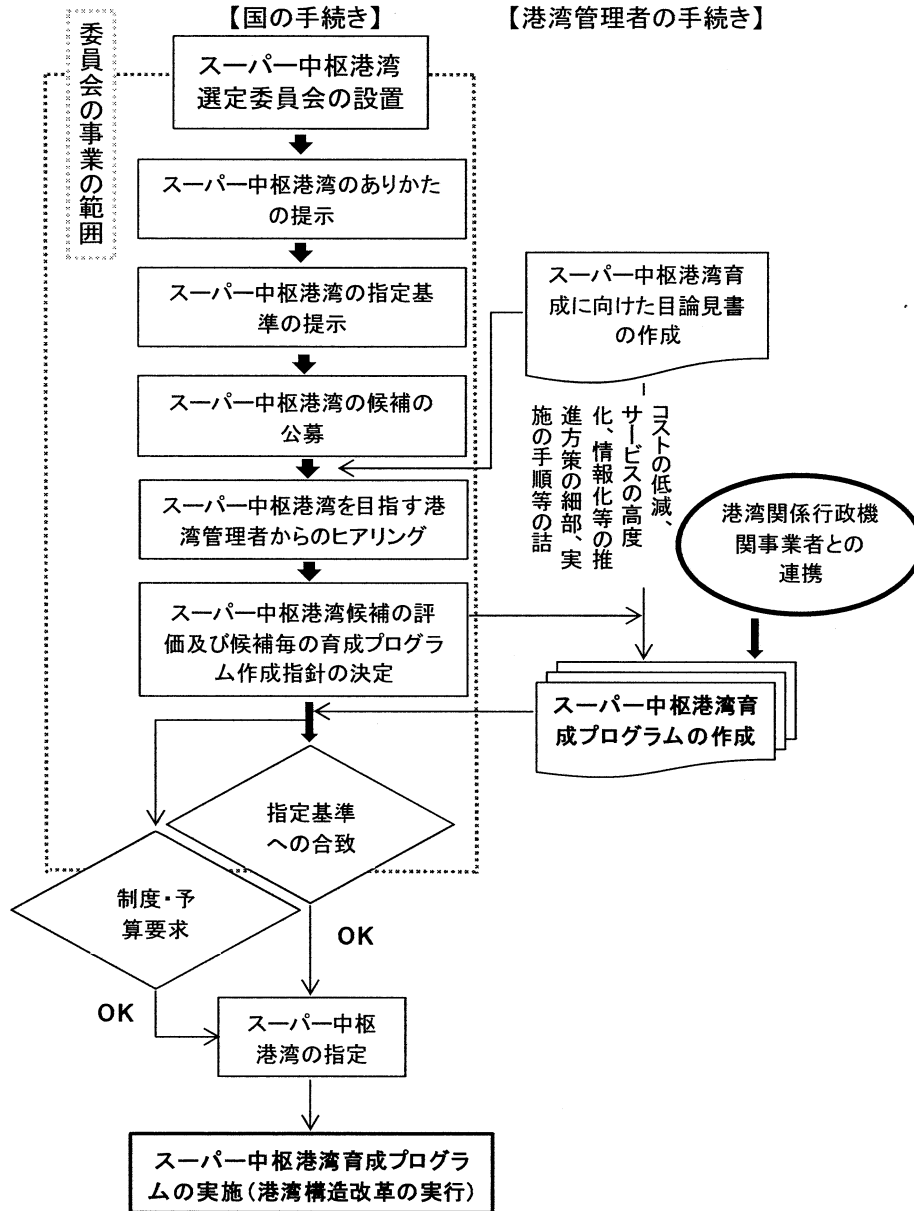 【国の手続き】
【港湾管理者の手続き】
委員会の事業の範囲
スーパー中枢港湾
選定委員会の設置
スーパー中枢港湾のありかた
の提示
スーパー中枢港湾の指定基
準の提示
スーパー中枢港湾の候補の
公募
スーパー中枢港湾を目指す港
湾管理者からのヒアリング
スーパー中枢港湾候補の評
価及び候補毎の育成プログラ
ム作成指針の決定
スーパー中枢港湾育
成に向けた目論見書
の作成
コストの低減、
サービスの高度
化、情報化等の推
進方策の細部、実
施の手順等の詰
港湾関係行政機
関事業者との
連携
スーパー中枢港湾育
成プログラムの作成
指定基準
への合致
制度・予
算要求
OK
OK
スーパー中枢
港湾の指定
スーパー中枢港湾育成プログラ
ムの実施(港湾構造改革の実行)